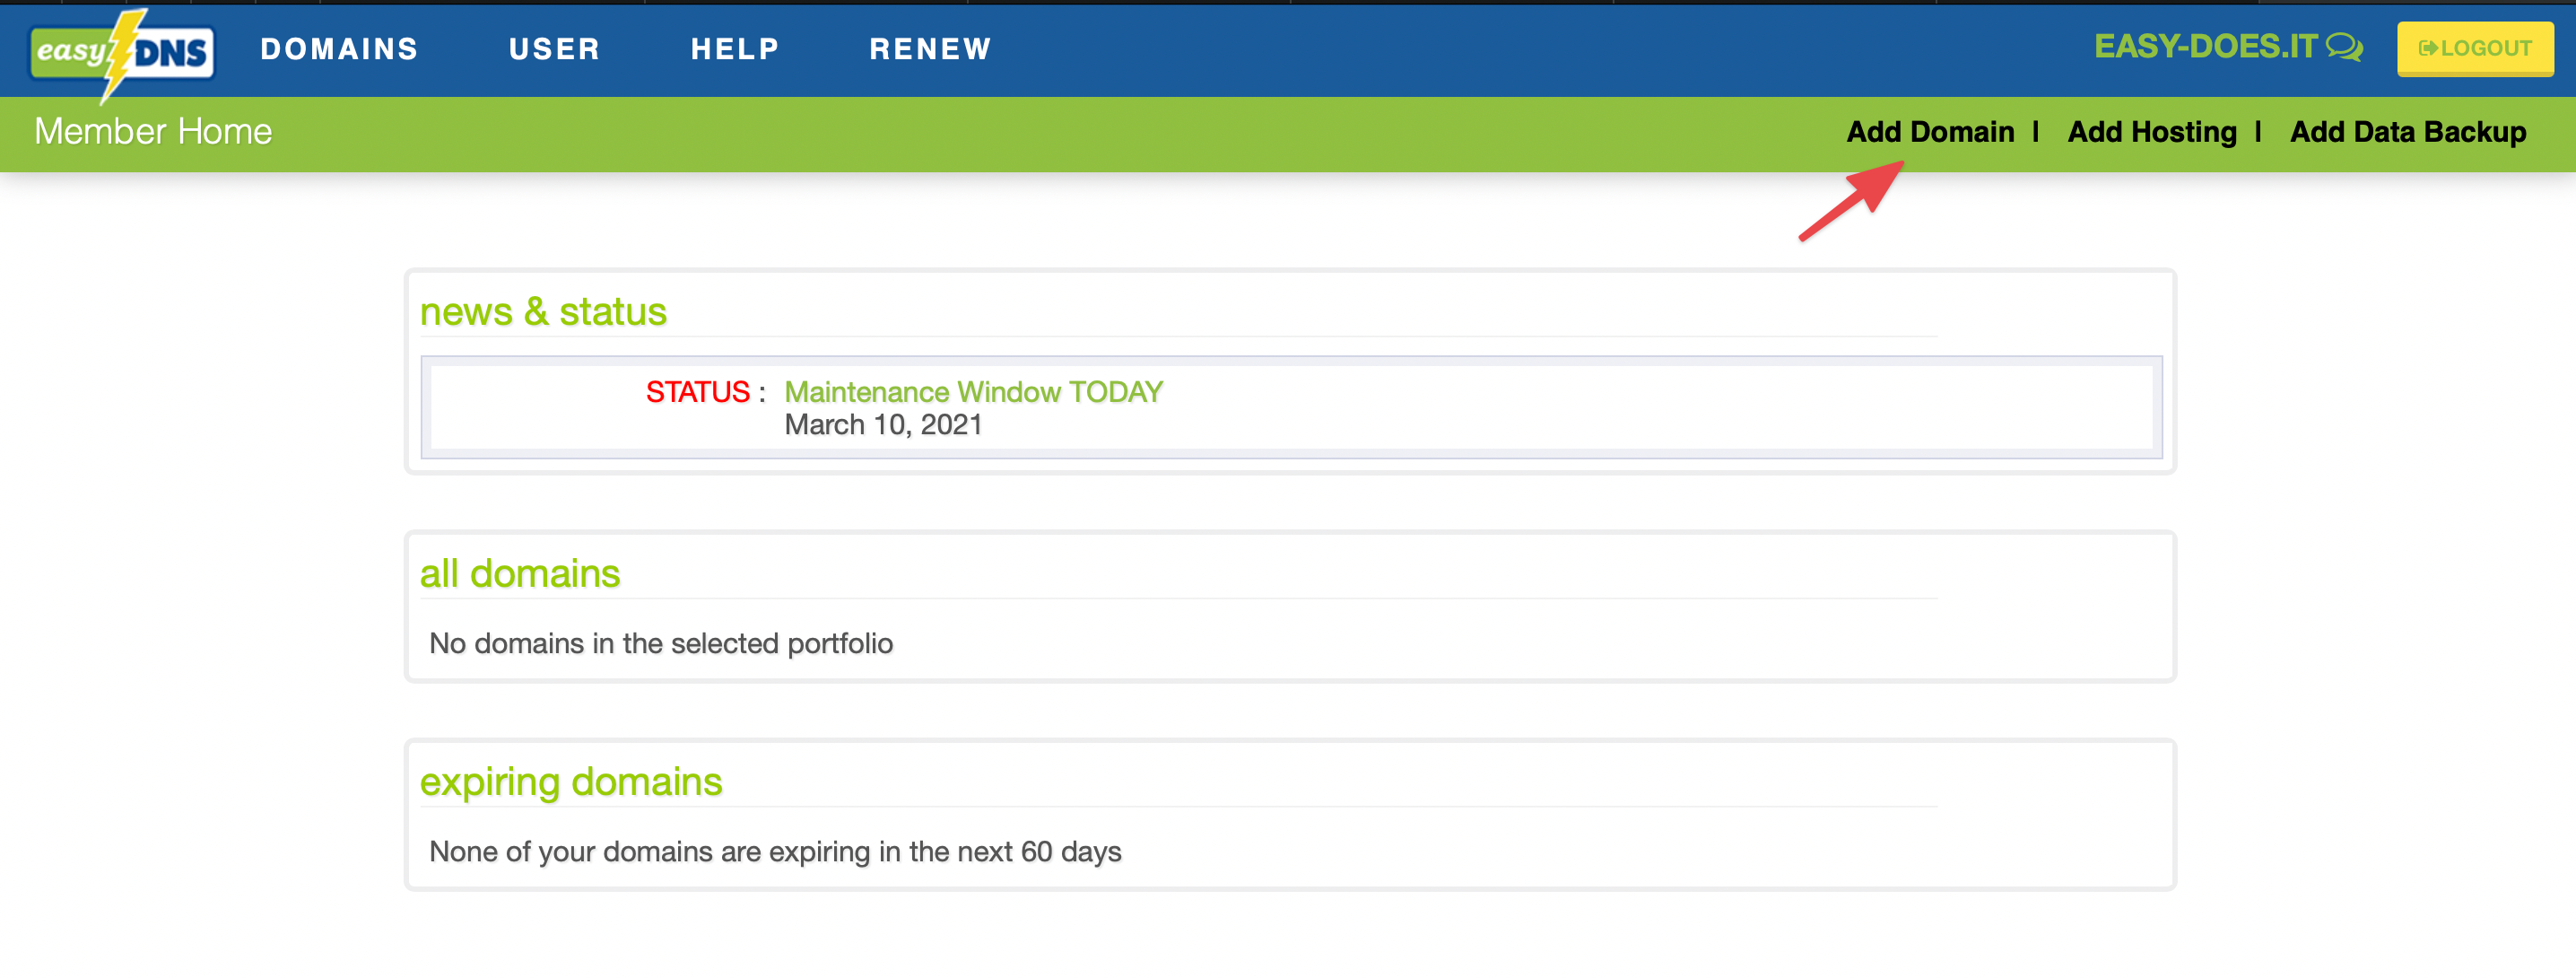 easyDNS
DOMAINS USER HELP RENEW
EASY-DOES.IT LOGOUT
Member Home
Add Domain | Add Hosting | Add Data Backup
news & status
STATUS : Maintenance Window TODAY
March 10, 2021
all domains
No domains in the selected portfolio
expiring domains
None of your domains are expiring in the next 60 days